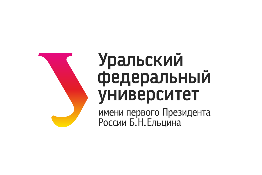 Уральский
федеральный
университет
имени первого Президента
России Б.Н.Ельцина